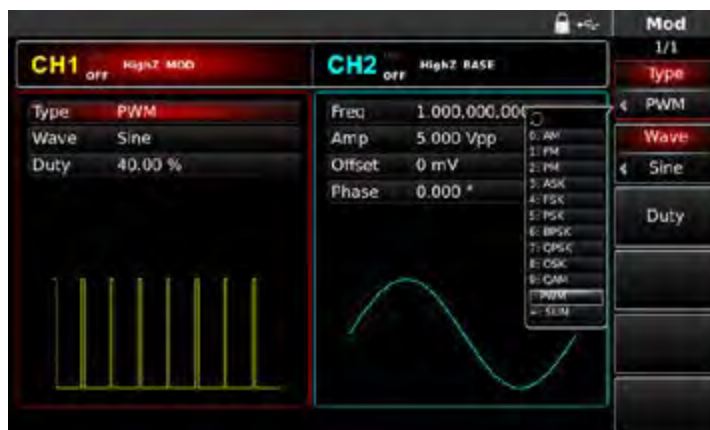 Mod
1/1
CH1 OFF HighZ MOD
CH2 OFF HighZ BASE
Type
Type PWM
Wave Sine
Duty 40.00 %
Freq 1.000,000,00
Amp 5.000 Vpp
Offset 0 mV
Phase 0.000 °
0: AM
1: FM
2: PM
3: ASK
4: FSK
5: PSK
6: BPSK
7: QPSK
8: OSK
9: QAM
PWM
SUM
PWM
Wave
Sine
Duty